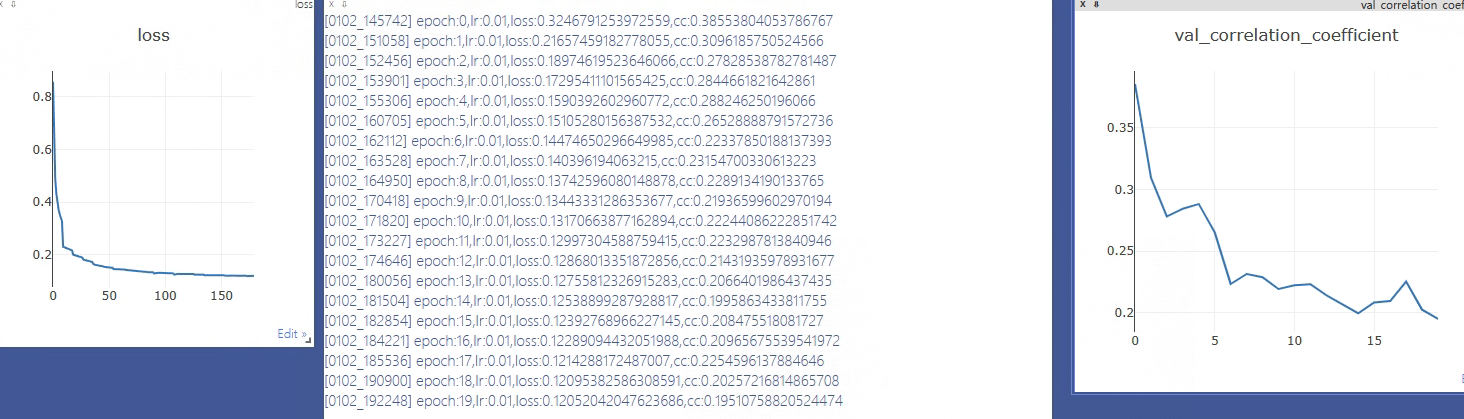 loss
loss
0.8
0.6
0.4
0.2
0
50
100
150
Edit »
[0102_145742] epoch:0,lr:0.01,loss:0.3246791253972559,cc:0.38553804053786767
[0102_151058] epoch:1,lr:0.01,loss:0.21657459182778055,cc:0.3096185750524566
[0102_152456] epoch:2,lr:0.01,loss:0.18974619523646066,cc:0.27828538782781487
[0102_153901] epoch:3,lr:0.01,loss:0.17295411101565425,cc:0.2844661821642861
[0102_155306] epoch:4,lr:0.01,loss:0.1590392602960772,cc:0.288246250196066
[0102_160705] epoch:5,lr:0.01,loss:0.15105280156387532,cc:0.26528888791572736
[0102_162112] epoch:6,lr:0.01,loss:0.14474650296649985,cc:0.22337850188137393
[0102_163528] epoch:7,lr:0.01,loss:0.140396194063215,cc:0.23154700330613223
[0102_164950] epoch:8,lr:0.01,loss:0.13742596080148878,cc:0.2289134190133765
[0102_170418] epoch:9,lr:0.01,loss:0.13443331286353677,cc:0.21936599602970194
[0102_171820] epoch:10,lr:0.01,loss:0.13170663877162894,cc:0.22244086222851742
[0102_173227] epoch:11,lr:0.01,loss:0.12997304588759415,cc:0.2232987813840946
[0102_174646] epoch:12,lr:0.01,loss:0.12868013351872856,cc:0.21431935978931677
[0102_180056] epoch:13,lr:0.01,loss:0.12755812326915283,cc:0.206640198643​7435
[0102_181504] epoch:14,lr:0.01,loss:0.12538899287928817,cc:0.1995863433811755
[0102_182854] epoch:15,lr:0.01,loss:0.12392768966227145,cc:0.208475518081727
[0102_184221] epoch:16,lr:0.01,loss:0.12289094432051988,cc:0.20965675539541972
[0102_185536] epoch:17,lr:0.01,loss:0.1214288172487007,cc:0.2254596137884646
[0102_190900] epoch:18,lr:0.01,loss:0.12095382586308591,cc:0.20257216814865708
[0102_192248] epoch:19,lr:0.01,loss:0.12052042047623686,cc:0.19510758820524474
val_correlation_coef
val_correlation_coefficient
0.35
0.3
0.25
0.2
0
5
10
15